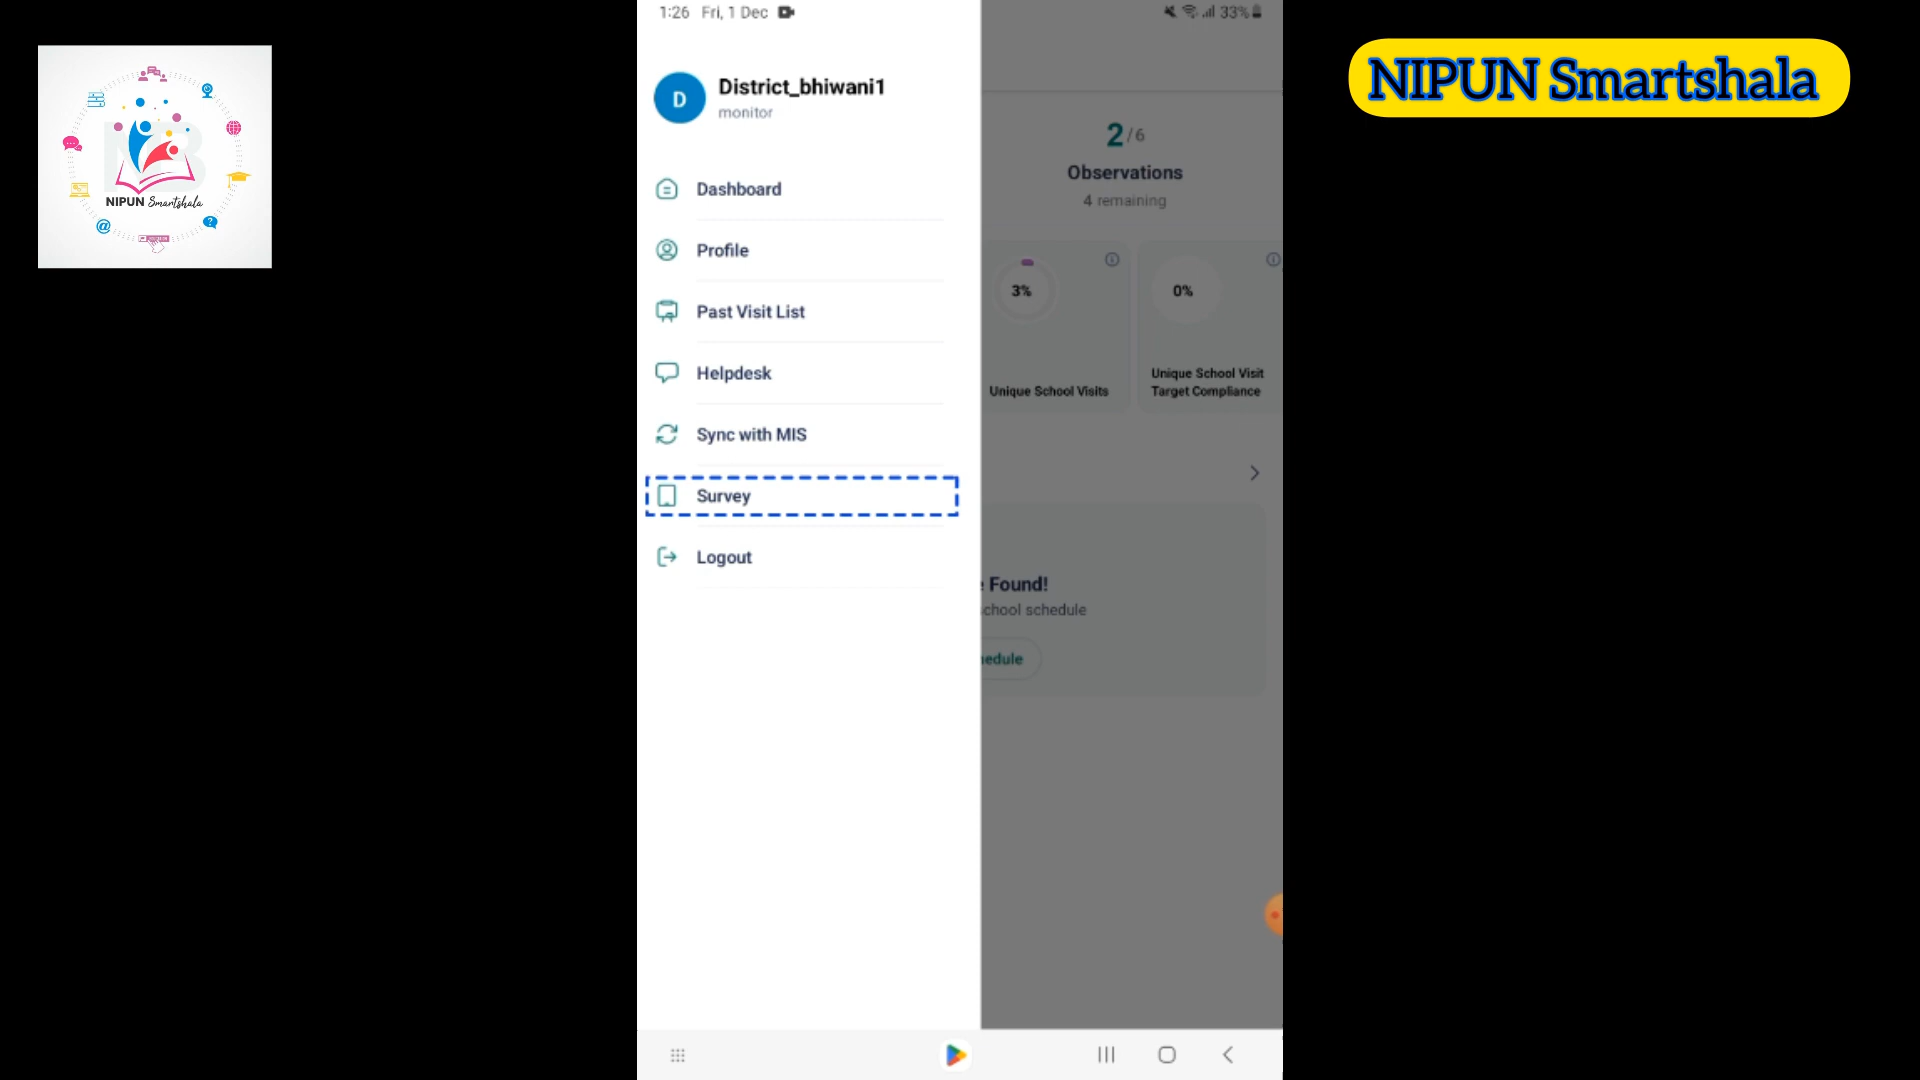 NIPUN Smartshala
NIPUN Smartshala
1:26 Fri, 1 Dec
33%
D
District_bhiwani1
monitor
Dashboard
Profile
Past Visit List
Helpdesk
Sync with MIS
Survey
Logout
2/6
Observations
4 remaining
3%
Unique School Visits
0%
Unique School Visit
Target Compliance
Found!
school schedule